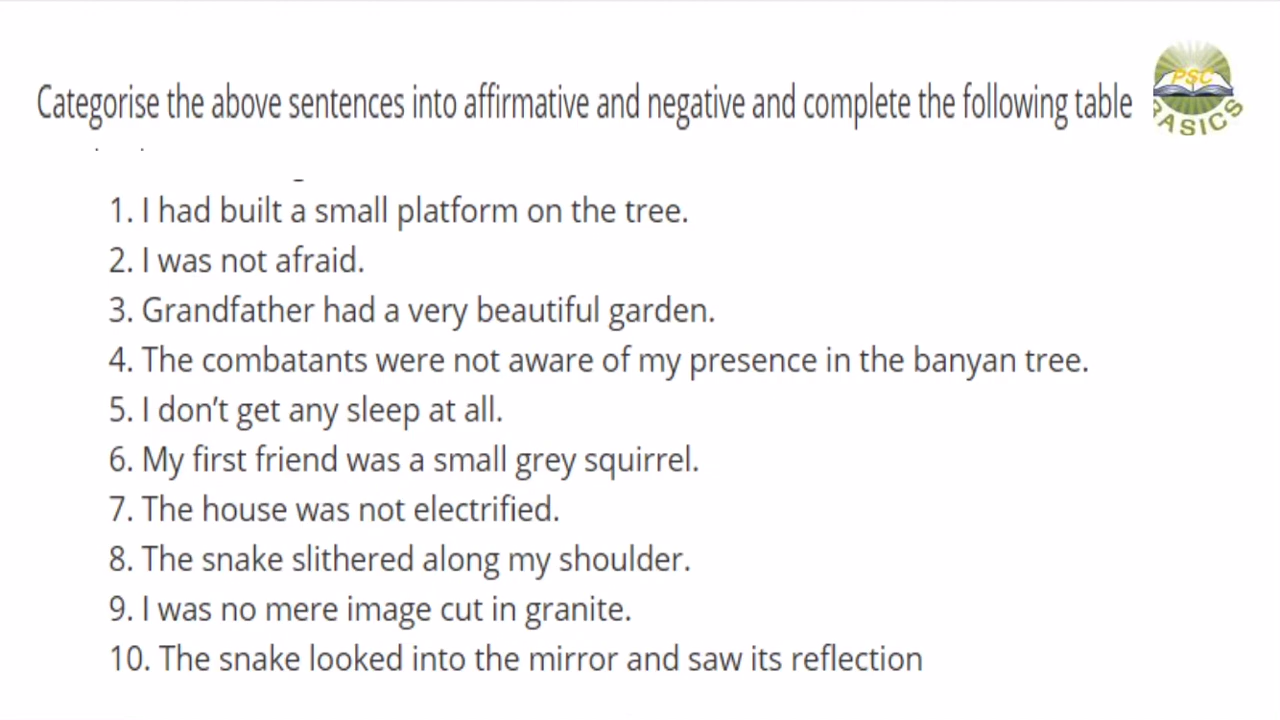 Categorise the above sentences into affirmative and negative and complete the following table
PSC
BASICS
1. I had built a small platform on the tree.
2. I was not afraid.
3. Grandfather had a very beautiful garden.
4. The combatants were not aware of my presence in the banyan tree.
5. I don’t get any sleep at all.
6. My first friend was a small grey squirrel.
7. The house was not electrified.
8. The snake slithered along my shoulder.
9. I was no mere image cut in granite.
10. The snake looked into the mirror and saw its reflection